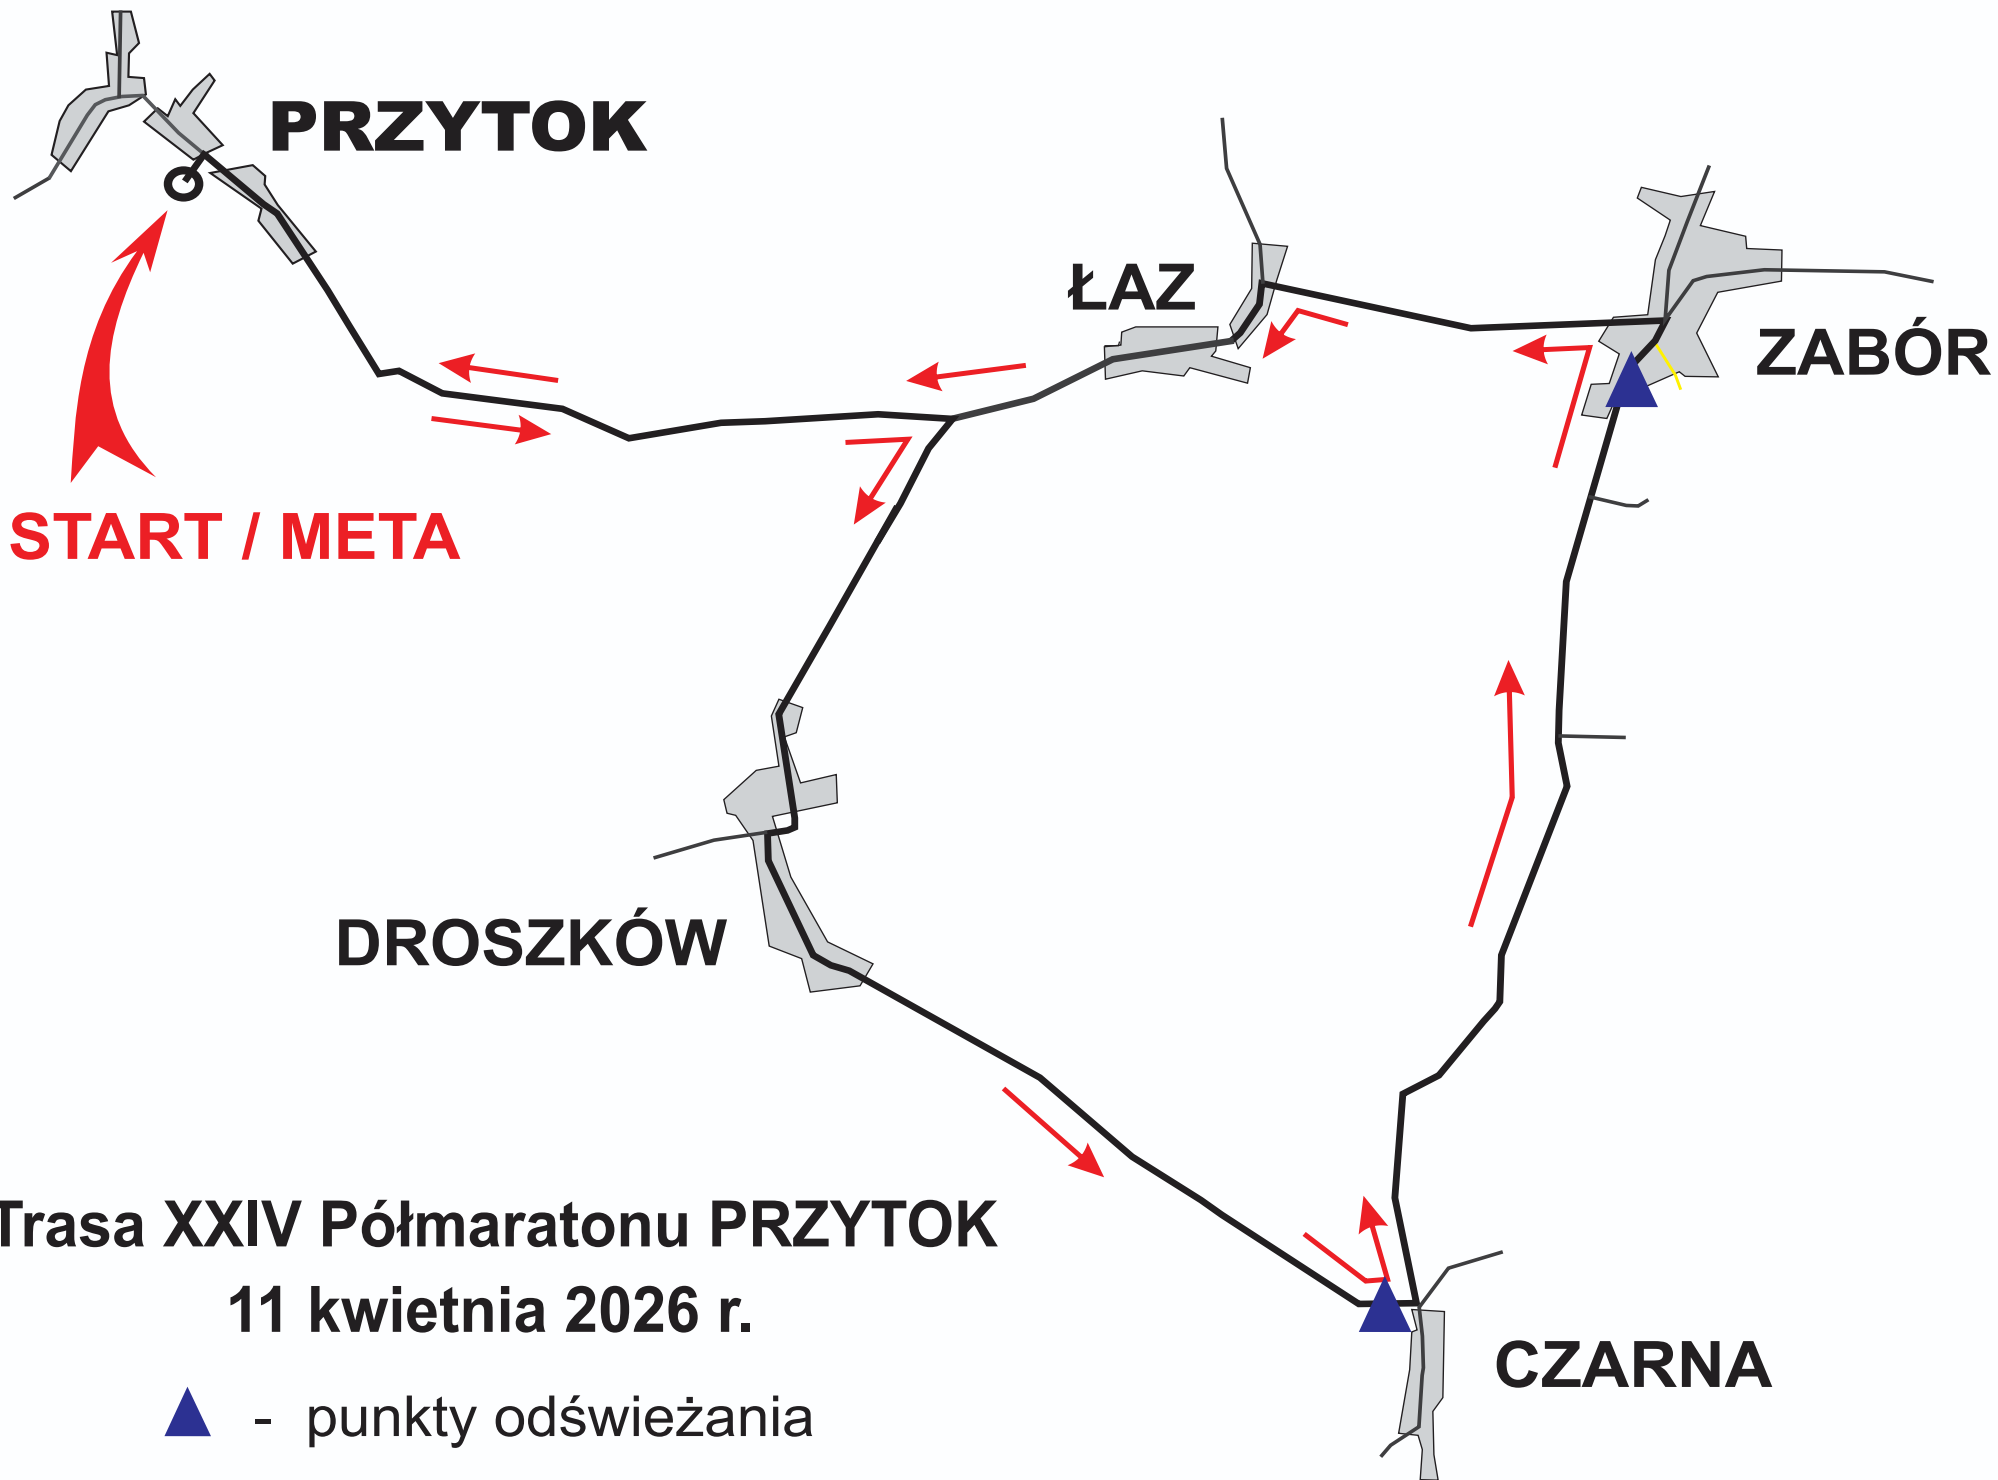 PRZYTOK
ŁAZ
ZABÓR
START / META
DROSZKÓW
Trasa XXIV Półmaratonu PRZYTOK
11 kwietnia 2026 r.
CZARNA
- punkty odświeżania